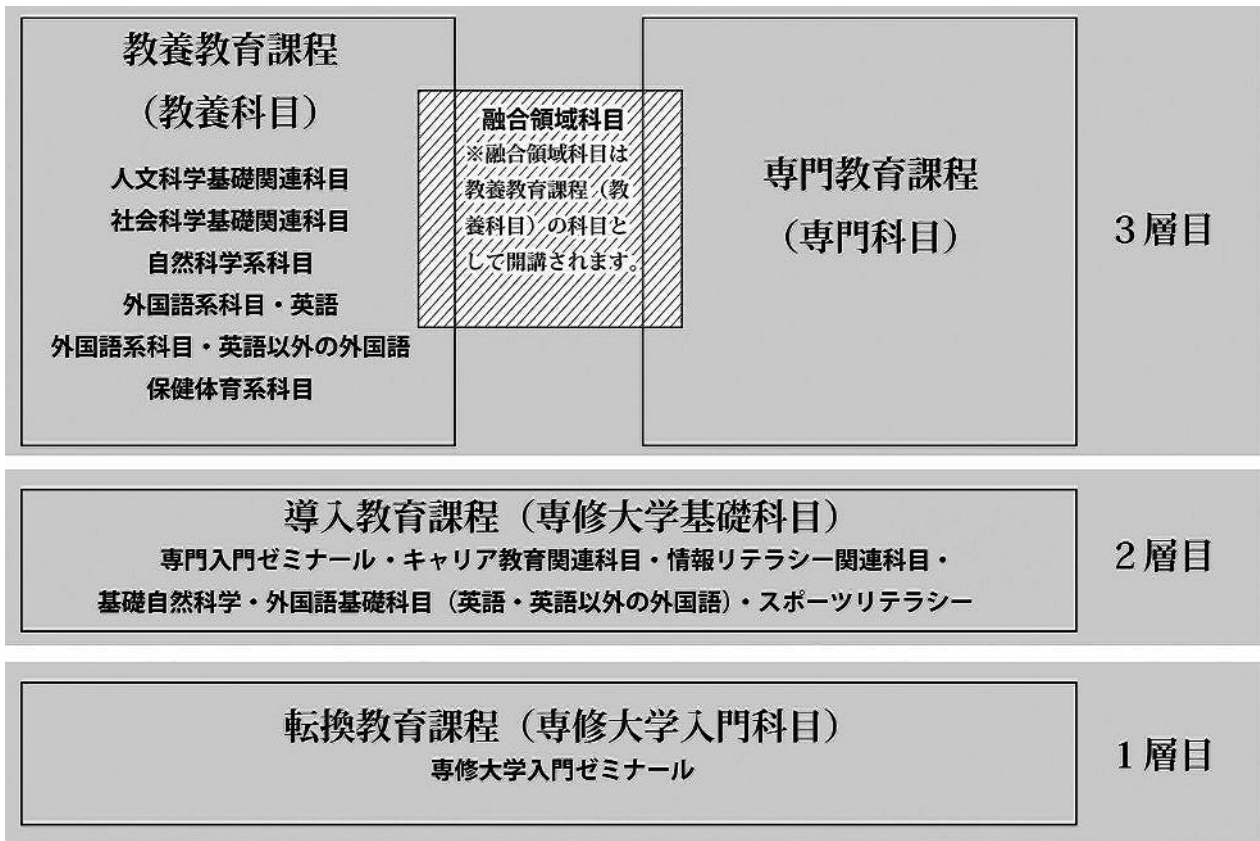 教養教育課程
（教養科目）
人文科学基礎関連科目
社会科学基礎関連科目
自然科学系科目
外国語系科目・英語
外国語系科目・英語以外の外国語
保健体育系科目
融合領域科目
※融合領域科目は
教養教育課程（教
養科目）の科目と
して開講されます。
専門教育課程
（専門科目）
3層目
導入教育課程（専修大学基礎科目）
専門入門ゼミナール・キャリア教育関連科目・情報リテラシー関連科目・
基礎自然科学・外国語基礎科目（英語・英語以外の外国語）・スポーツリテラシー
2層目
転換教育課程（専修大学入門科目）
専修大学入門ゼミナール
1層目